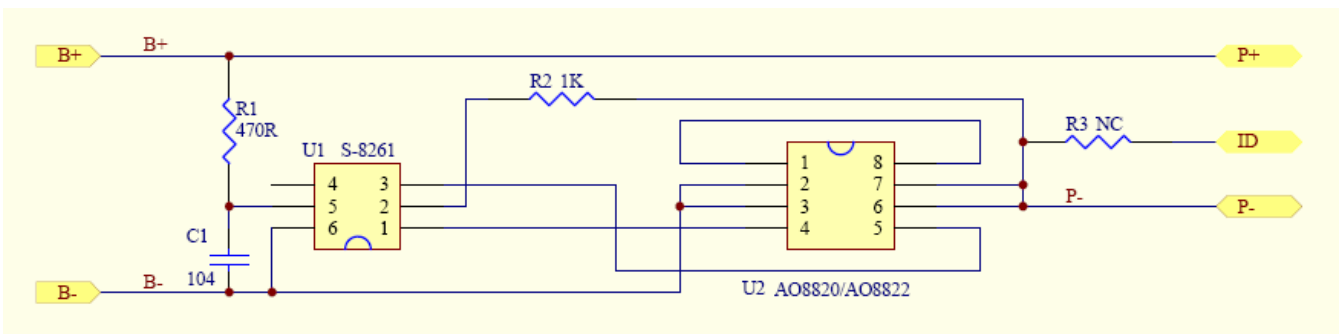 B+ B+ P+
R2 1K
R1
470R
R3 NC ID
U1 S-8261
1 8
4 3 2 7
5 2 3 6 P- P-
6 1 4 5
C1
104
B- B- U2 AO8820/AO8822